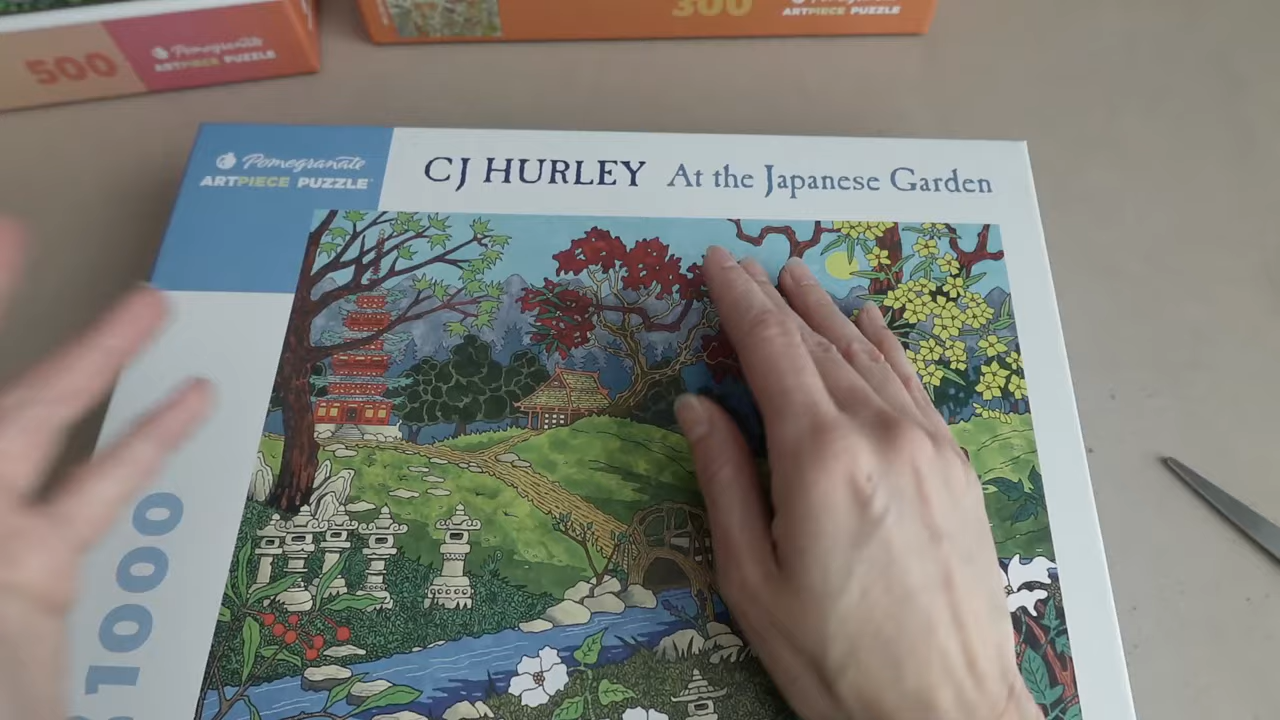 500
Pomegranate
ARTPIECE PUZZLE
300
ARTPIECE PUZZLE
Pomegranate
ARTPIECE PUZZLE
CJ HURLEY At the Japanese Garden
1000